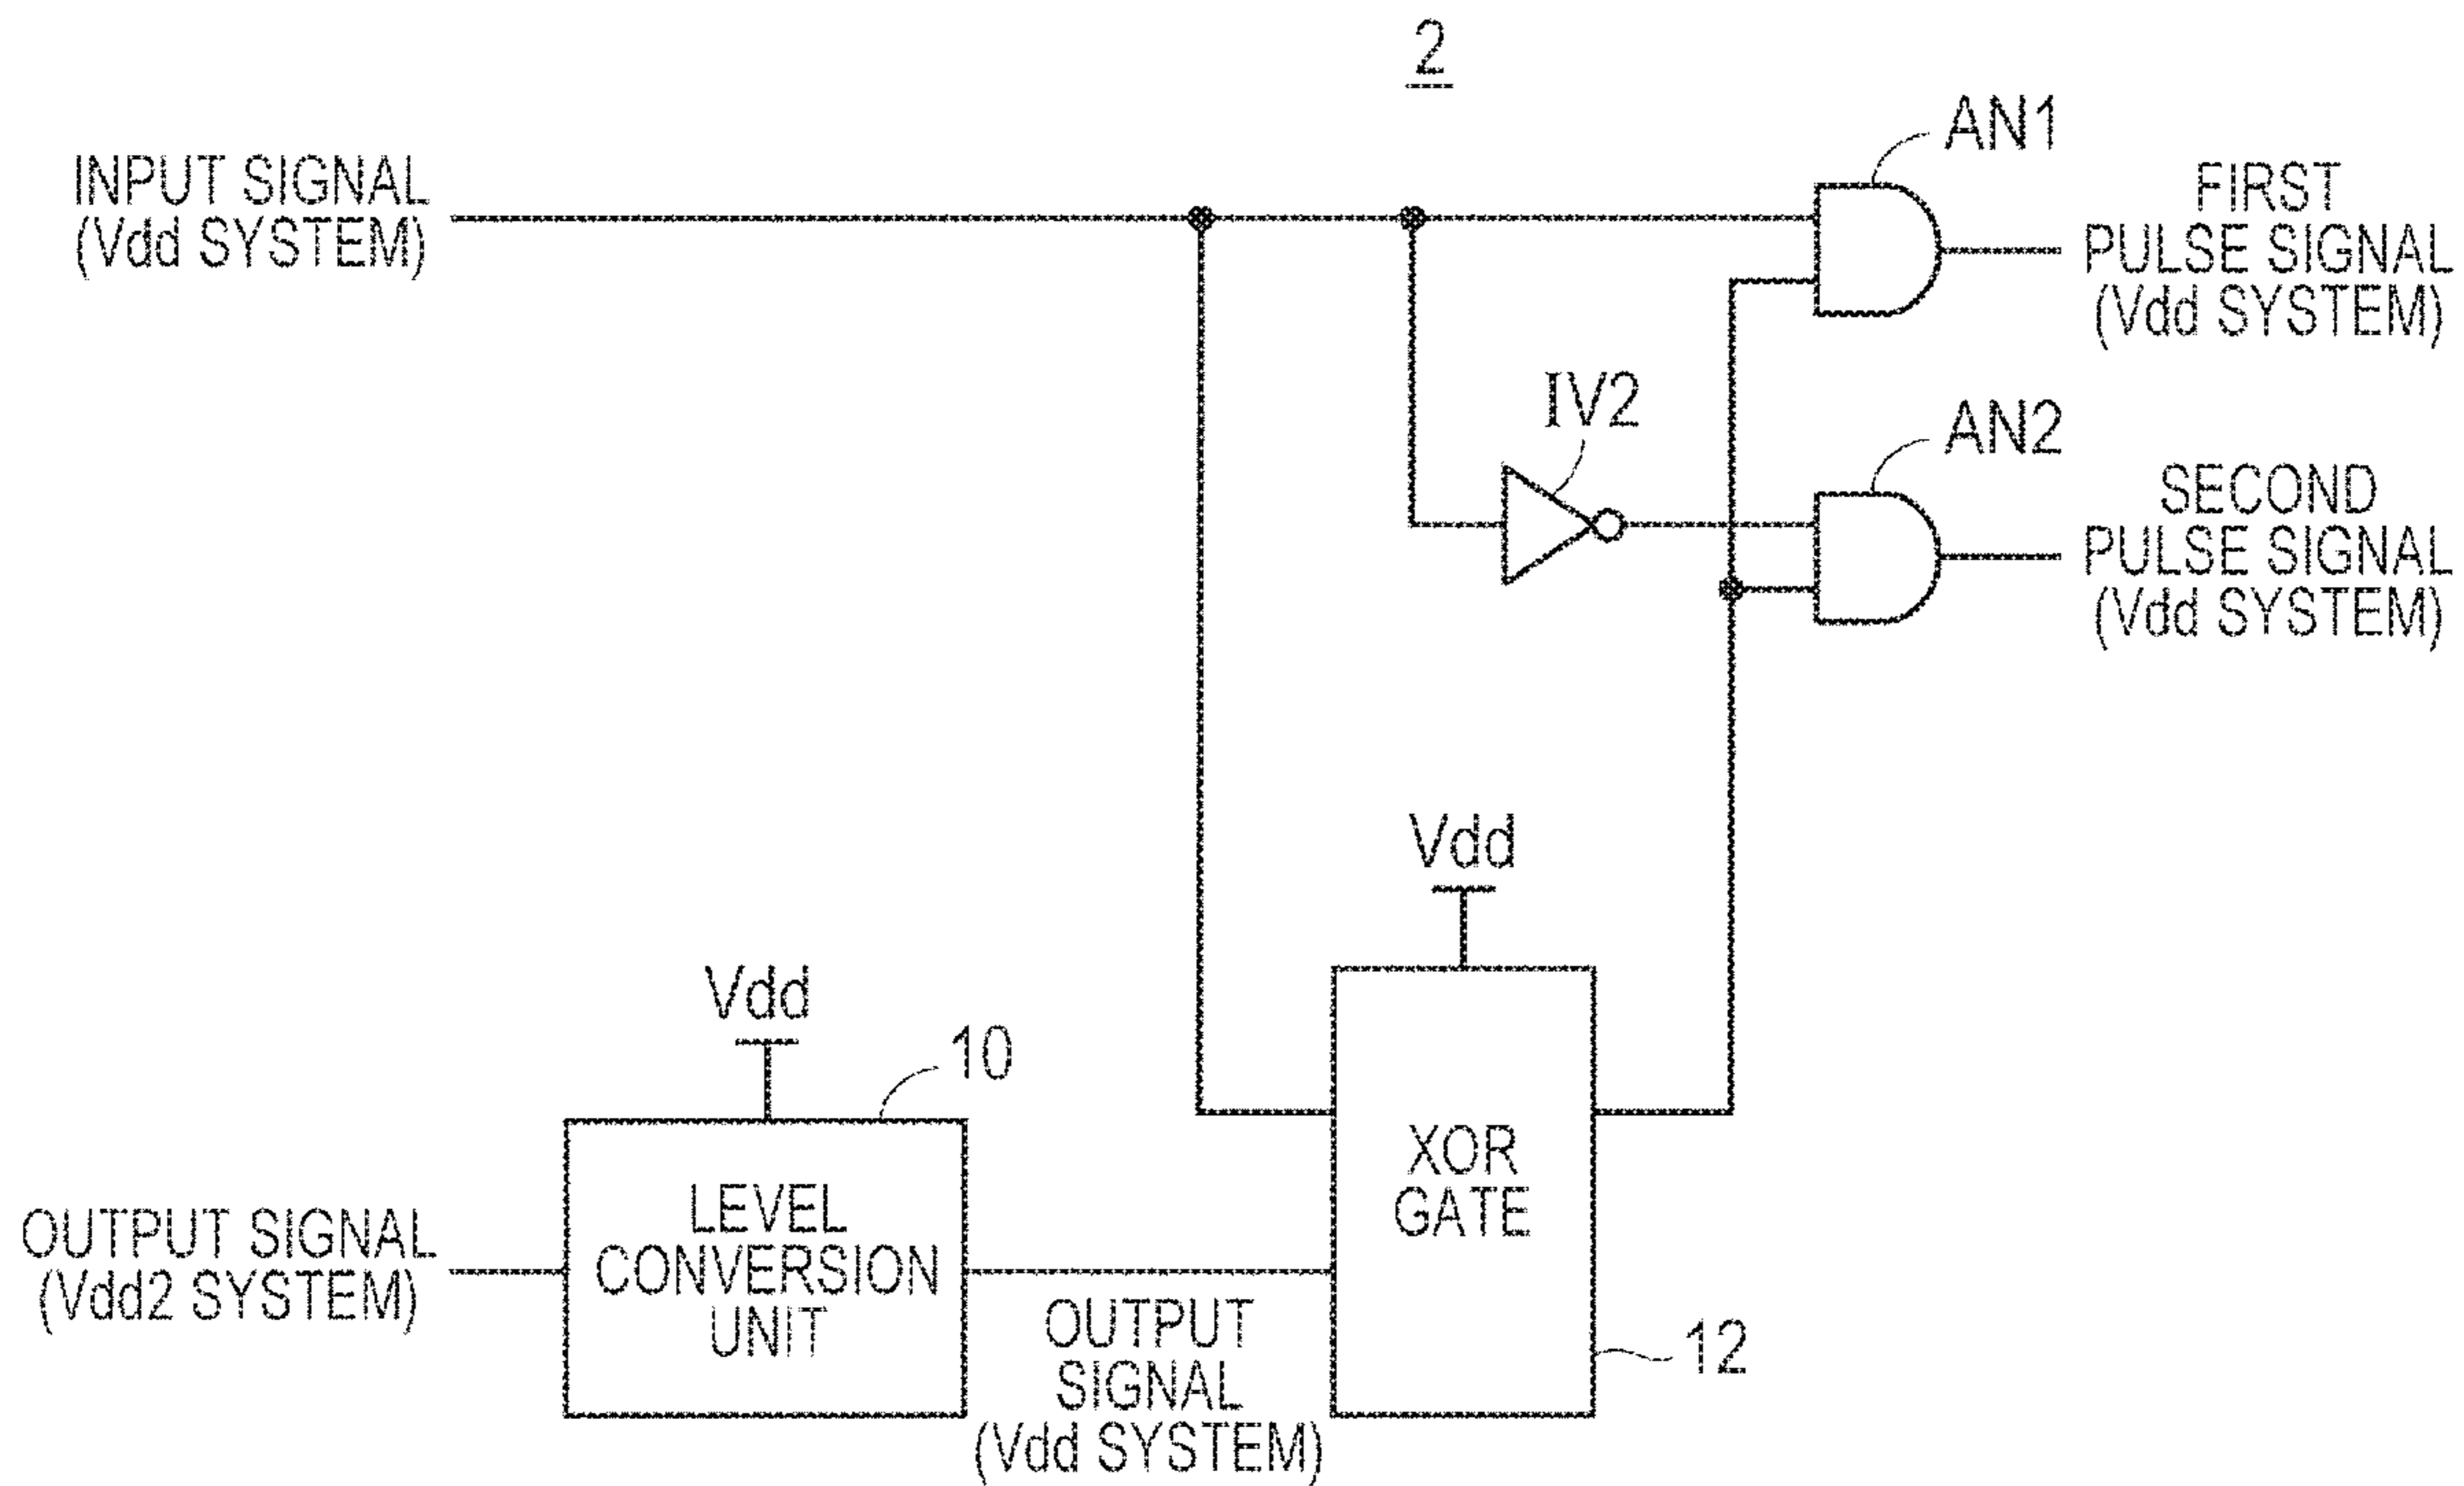 2
AN1
INPUT SIGNAL
(Vdd SYSTEM)
FIRST
PULSE SIGNAL
(Vdd SYSTEM)
IV2
AN2
SECOND
PULSE SIGNAL
(Vdd SYSTEM)
Vdd
Vdd
10
XOR
GATE
LEVEL
CONVERSION
UNIT
OUTPUT SIGNAL
(Vdd2 SYSTEM)
OUTPUT
SIGNAL
(Vdd SYSTEM)
12